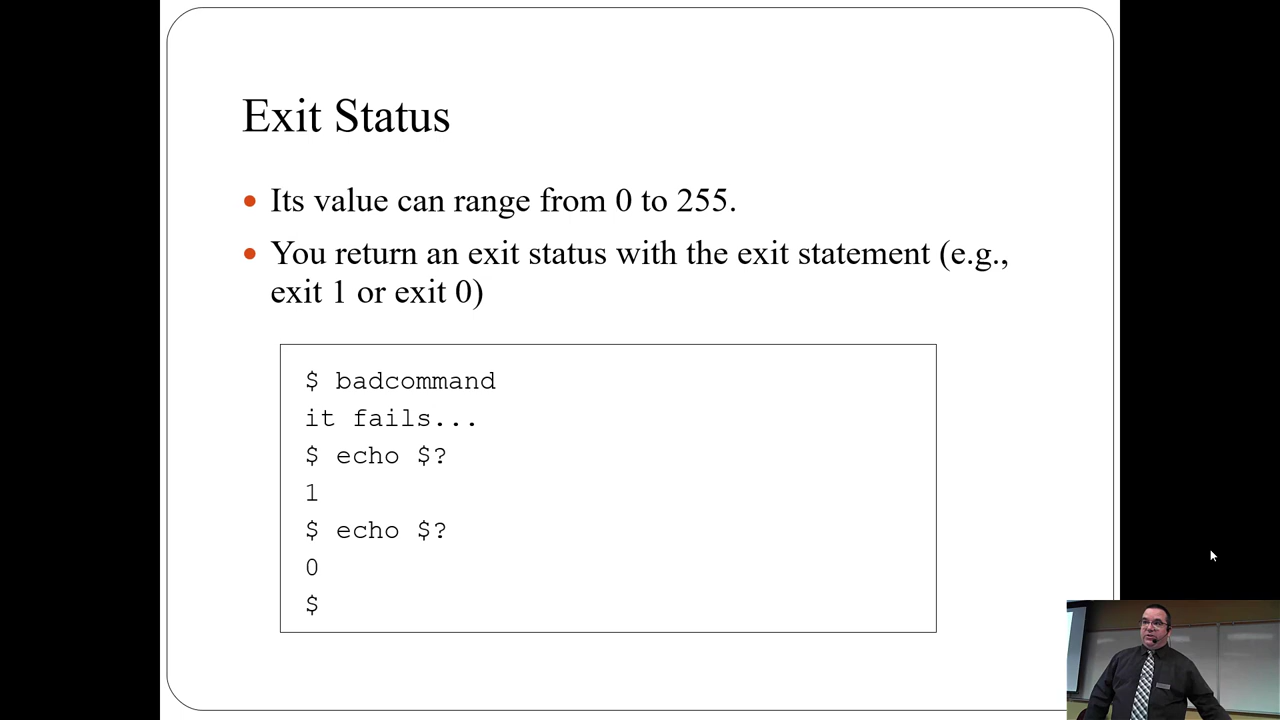 Exit Status
Its value can range from 0 to 255.
You return an exit status with the exit statement (e.g.,
exit 1 or exit 0)
$ badcommand
it fails...
$ echo $?
1
$ echo $?
0
$